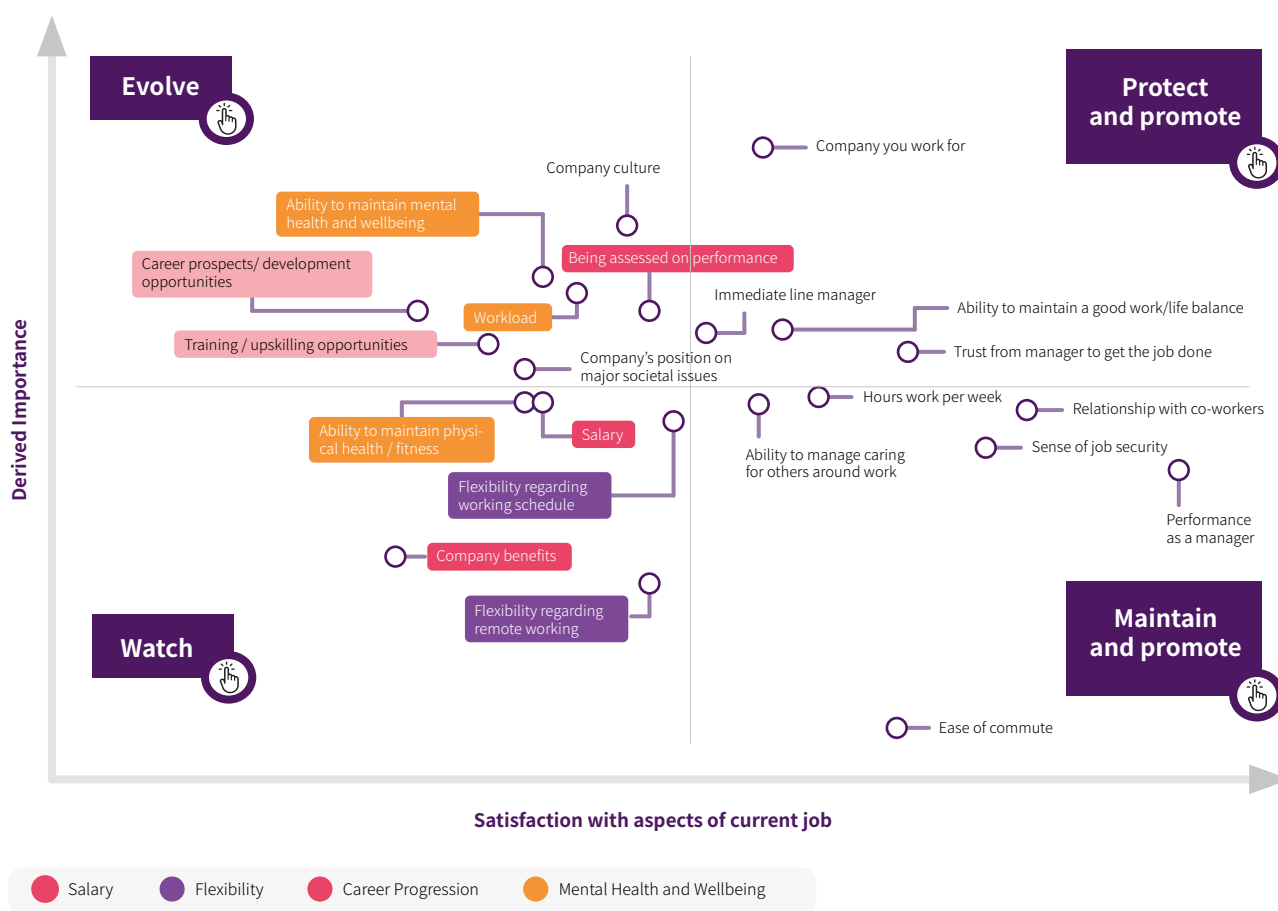 Evolve
Protect
and promote
Company you work for
Company culture
Ability to maintain mental
health and wellbeing
Being assessed on performance
Career prospects/ development
opportunities
Immediate line manager
Ability to maintain a good work/life balance
Workload
Training / upskilling opportunities
Trust from manager to get the job done
Company's position on
major societal issues
Derived Importance
Hours work per week
Relationship with co-workers
Ability to maintain physi-
cal health / fitness
Salary
Ability to manage caring
for others around work
Sense of job security
Flexibility regarding
working schedule
Performance
as a manager
Company benefits
Flexibility regarding
remote working
Watch
Maintain
and promote
Ease of commute
Satisfaction with aspects of current job
Salary
Flexibility
Career Progression
Mental Health and Wellbeing